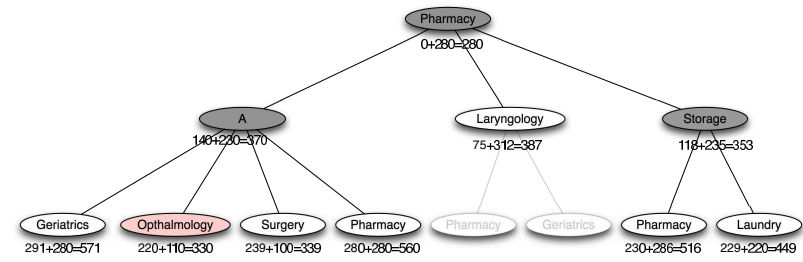 Pharmacy
0+280=280
A
Laryngology
Storage
140+230=370
75+312=387
118+235=353
Geriatrics
Opthalmology
Surgery
Pharmacy
Pharmacy
Geriatrics
Pharmacy
Laundry
291+280=571
220+110=330
239+100=339
280+280=560
230+286=516
229+220=449